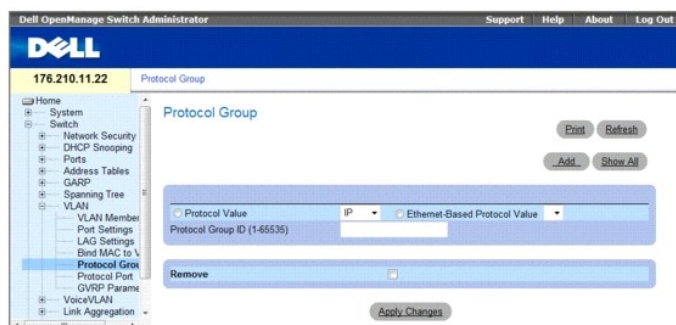 Dell OpenManage Switch Administrator Support Help About Log Out
DELL
176.210.11.22 Protocol Group
Home
System
Switch
Network Security
DHCP Snooping
Ports
Address Tables
GARP
Spanning Tree
VLAN
VLAN Member
Port Settings
LAG Settings
Bind MAC to V
Protocol Grou
Protocol Port
GVRP Parame
VoiceVLAN
Link Aggregation
Protocol Group
Print Refresh
Add Show All
Protocol Value IP Ethernet-Based Protocol Value
Protocol Group ID (1-65535)
Remove
Apply Changes